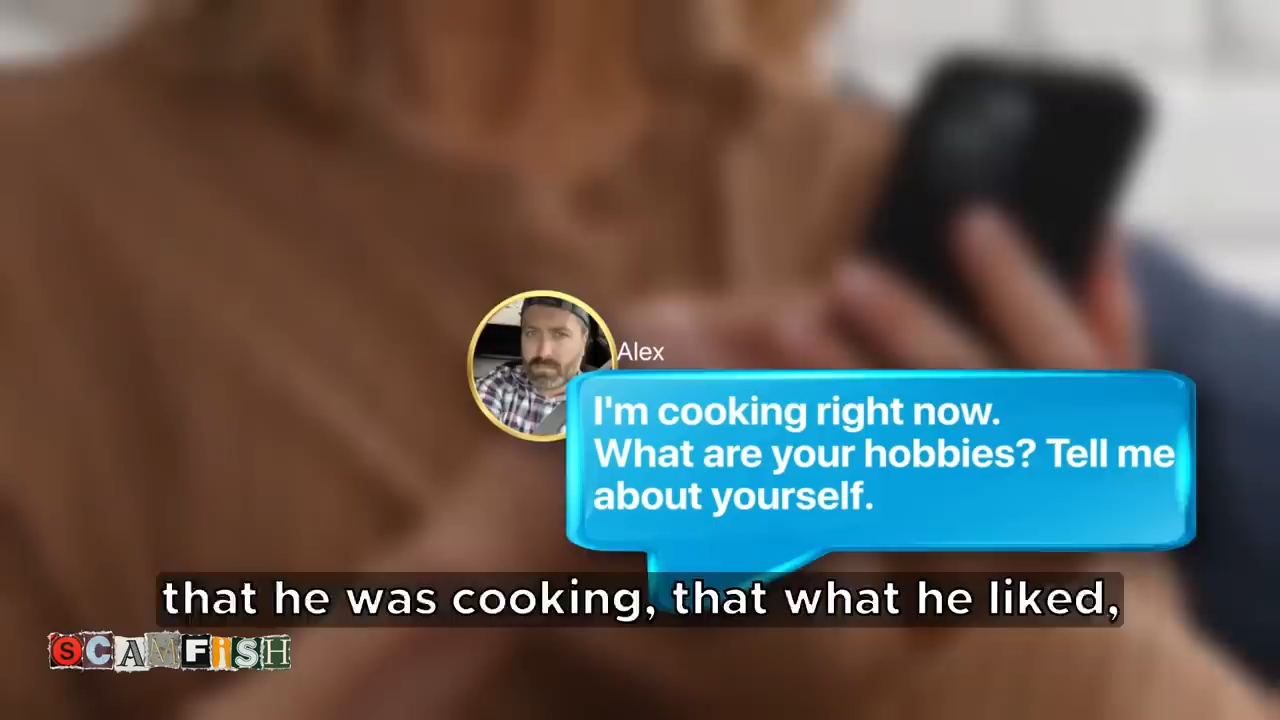 Alex
I'm cooking right now.
What are your hobbies? Tell me
about yourself.
that he was cooking, that what he liked,
SCAMFISH